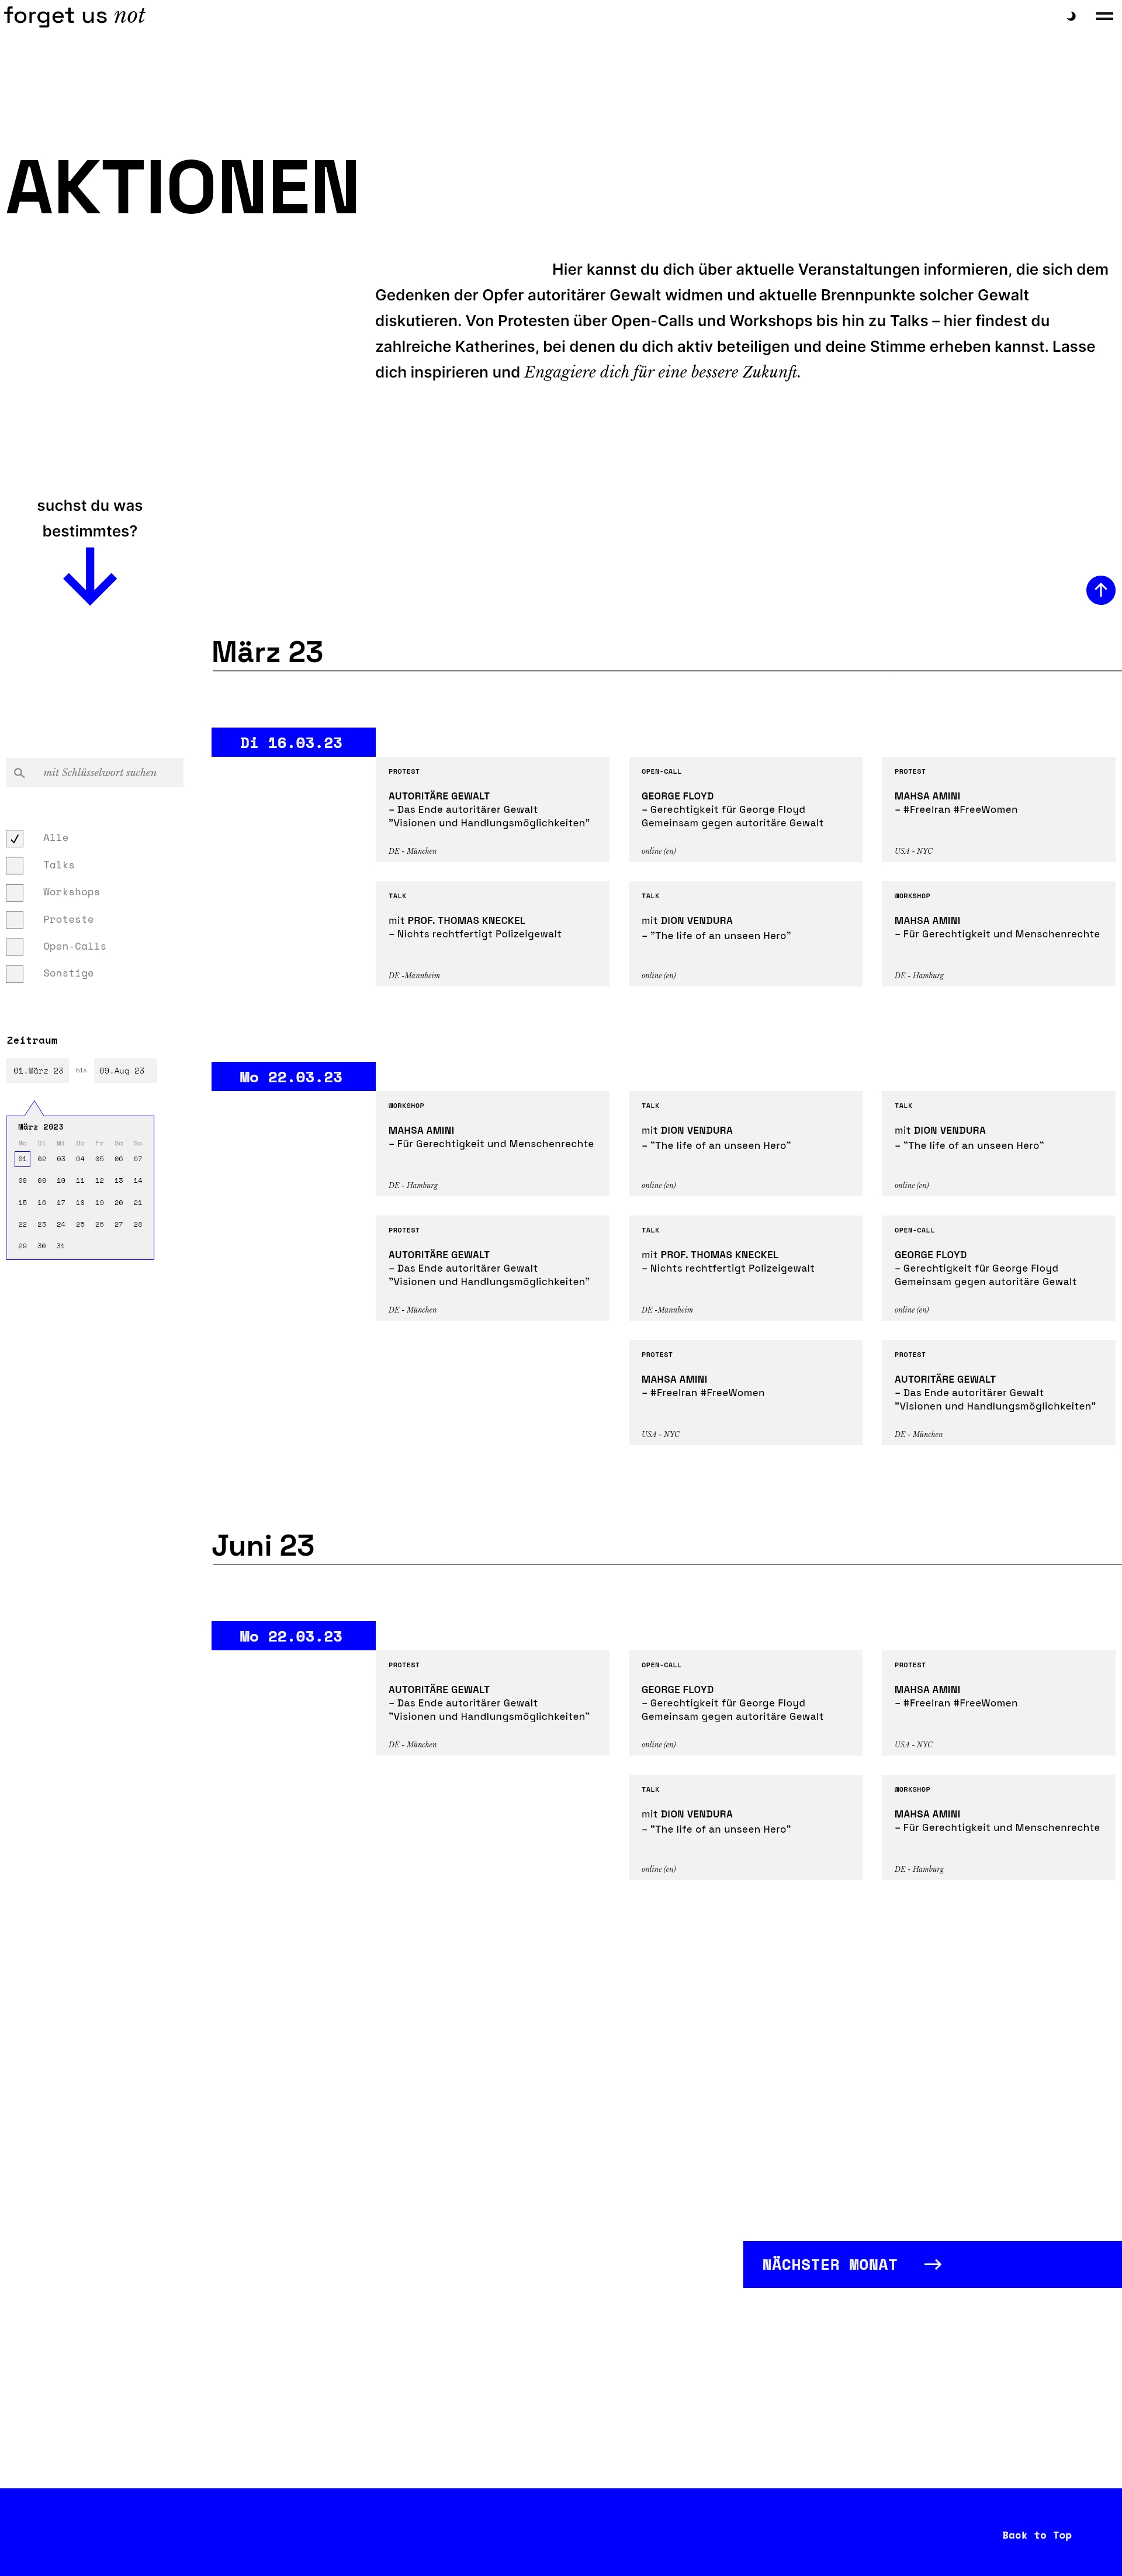 forget us not
AKTIONEN
Hier kannst du dich über aktuelle Veranstaltungen informieren, die sich dem
Gedenken der Opfer autoritärer Gewalt widmen und aktuelle Brennpunkte solcher Gewalt
diskutieren. Von Protesten über Open-Calls und Workshops bis hin zu Talks – hier findest du
zahlreiche Katherines, bei denen du dich aktiv beteiligen und deine Stimme erheben kannst. Lasse
dich inspirieren und Engagiere dich für eine bessere Zukunft.
suchst du was
bestimmtes?
mit Schlüsselwort suchen
Alle
Talks
Workshops
Proteste
Open-Calls
Sonstige
Zeitraum
01.März 23 bis 09.Aug 23
März 2023
Mo Di Mi Do Fr Sa So
01 02 03 04 05 06 07
08 09 10 11 12 13 14
15 16 17 18 19 20 21
22 23 24 25 26 27 28
29 30 31
März 23
Di 16.03.23
PROTEST
AUTORITÄRE GEWALT
– Das Ende autoritärer Gewalt
"Visionen und Handlungsmöglichkeiten"
DE - München
OPEN-CALL
GEORGE FLOYD
– Gerechtigkeit für George Floyd
Gemeinsam gegen autoritäre Gewalt
online (en)
PROTEST
MAHSA AMINI
– #FreeIran #FreeWomen
USA - NYC
TALK
mit PROF. THOMAS KNECKEL
– Nichts rechtfertigt Polizeigewalt
DE -Mannheim
TALK
mit DION VENDURA
– "The life of an unseen Hero"
online (en)
WORKSHOP
MAHSA AMINI
– Für Gerechtigkeit und Menschenrechte
DE - Hamburg
Mo 22.03.23
WORKSHOP
MAHSA AMINI
– Für Gerechtigkeit und Menschenrechte
DE - Hamburg
TALK
mit DION VENDURA
– "The life of an unseen Hero"
online (en)
TALK
mit DION VENDURA
– "The life of an unseen Hero"
online (en)
PROTEST
AUTORITÄRE GEWALT
– Das Ende autoritärer Gewalt
"Visionen und Handlungsmöglichkeiten"
DE - München
TALK
mit PROF. THOMAS KNECKEL
– Nichts rechtfertigt Polizeigewalt
DE -Mannheim
OPEN-CALL
GEORGE FLOYD
– Gerechtigkeit für George Floyd
Gemeinsam gegen autoritäre Gewalt
online (en)
PROTEST
MAHSA AMINI
– #FreeIran #FreeWomen
USA - NYC
PROTEST
AUTORITÄRE GEWALT
– Das Ende autoritärer Gewalt
"Visionen und Handlungsmöglichkeiten"
DE - München
Juni 23
Mo 22.03.23
PROTEST
AUTORITÄRE GEWALT
– Das Ende autoritärer Gewalt
"Visionen und Handlungsmöglichkeiten"
DE - München
OPEN-CALL
GEORGE FLOYD
– Gerechtigkeit für George Floyd
Gemeinsam gegen autoritäre Gewalt
online (en)
PROTEST
MAHSA AMINI
– #FreeIran #FreeWomen
USA - NYC
TALK
mit DION VENDURA
– "The life of an unseen Hero"
online (en)
WORKSHOP
MAHSA AMINI
– Für Gerechtigkeit und Menschenrechte
DE - Hamburg
NÄCHSTER MONAT
Back to Top